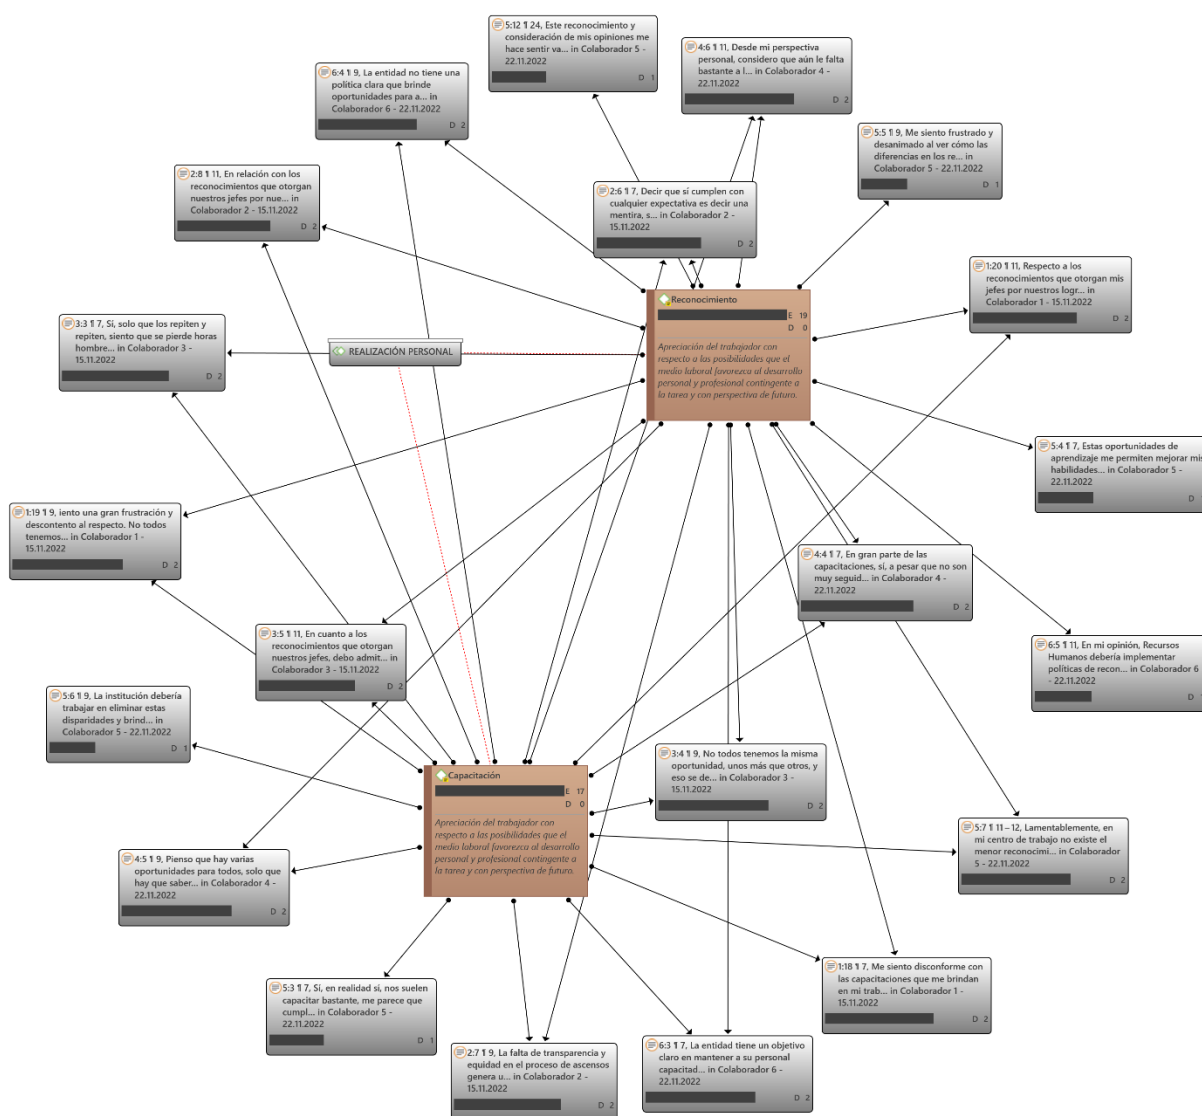 5:12 ¶ 24, Este reconocimiento y
consideración de mis opiniones me
hace sentir va... in Colaborador 5 -
22.11.2022
D 1
4:6 ¶ 11, Desde mi perspectiva
personal, considero que aún le falta
bastante a l... in Colaborador 4 -
22.11.2022
D 2
6:4 ¶ 9, La entidad no tiene una
política clara que brinde
oportunidades para a... in
Colaborador 6 - 22.11.2022
D 2
5:5 ¶ 9, Me siento frustrado y
desanimado al ver cómo las
diferencias en los re... in
Colaborador 5 - 22.11.2022
D 1
2:8 ¶ 11, En relación con los
reconocimientos que otorgan
nuestros jefes por nue... in
Colaborador 2 - 15.11.2022
D 2
2:6 ¶ 7, Decir que sí cumplen con
cualquier expectativa es decir una
mentira, s... in Colaborador 2 -
15.11.2022
D 2
1:20 ¶ 11, Respecto a los
reconocimientos que otorgan mis
jefes por nuestros logr... in
Colaborador 1 - 15.11.2022
D 2
Reconocimiento
E 19
D 0
Apreciación del trabajador con
respecto a las posibilidades que el
medio laboral favorezca al desarrollo
personal y profesional contingente a
la tarea y con perspectiva de futuro.
3:3 ¶ 7, Sí, solo que los repiten y
repiten, siento que se pierde horas
hombre... in Colaborador 3 -
15.11.2022
D 2
REALIZACIÓN PERSONAL
5:4 ¶ 7, Estas oportunidades de
aprendizaje me permiten mejorar mis
habilidades... in Colaborador 5 -
22.11.2022
D
1:19 ¶ 9, iento una gran frustración y
descontento al respecto. No todos
tenemos... in Colaborador 1 -
15.11.2022
D 2
4:4 ¶ 7, En gran parte de las
capacitaciones, sí, a pesar que no son
muy seguid... in Colaborador 4 -
22.11.2022
D 2
3:5 ¶ 11, En cuanto a los
reconocimientos que otorgan
nuestros jefes, debo admit... in
Colaborador 3 - 15.11.2022
D 2
6:5 ¶ 11, En mi opinión, Recursos
Humanos debería implementar
políticas de recon... in Colaborador 6
- 22.11.2022
D
5:6 ¶ 9, La institución debería
trabajar en eliminar estas
disparidades y brind... in
Colaborador 5 - 22.11.2022
D 1
3:4 ¶ 9, No todos tenemos la misma
oportunidad, unos más que otros, y
eso se de... in Colaborador 3 -
15.11.2022
D 2
Capacitación
E 17
D 0
Apreciación del trabajador con
respecto a las posibilidades que el
medio laboral favorezca al desarrollo
personal y profesional contingente a
la tarea y con perspectiva de futuro.
5:7 ¶ 11 – 12, Lamentablemente, en
mi centro de trabajo no existe el
menor reconocimi... in Colaborador
5 - 22.11.2022
D 2
4:5 ¶ 9, Pienso que hay varias
oportunidades para todos, solo que
hay que saber... in Colaborador 4 -
22.11.2022
D 2
1:18 ¶ 7, Me siento disconforme con
las capacitaciones que me brindan
en mi trab... in Colaborador 1 -
15.11.2022
D 2
5:3 ¶ 7, Sí, en realidad sí, nos suelen
capacitar bastante, me parece que
cumpl... in Colaborador 5 -
22.11.2022
D 1
2:7 ¶ 9, La falta de transparencia y
equidad en el proceso de ascensos
genera u... in Colaborador 2 -
15.11.2022
D 2
6:3 ¶ 7, La entidad tiene un objetivo
claro en mantener a su personal
capacitad... in Colaborador 6 -
22.11.2022
D 2